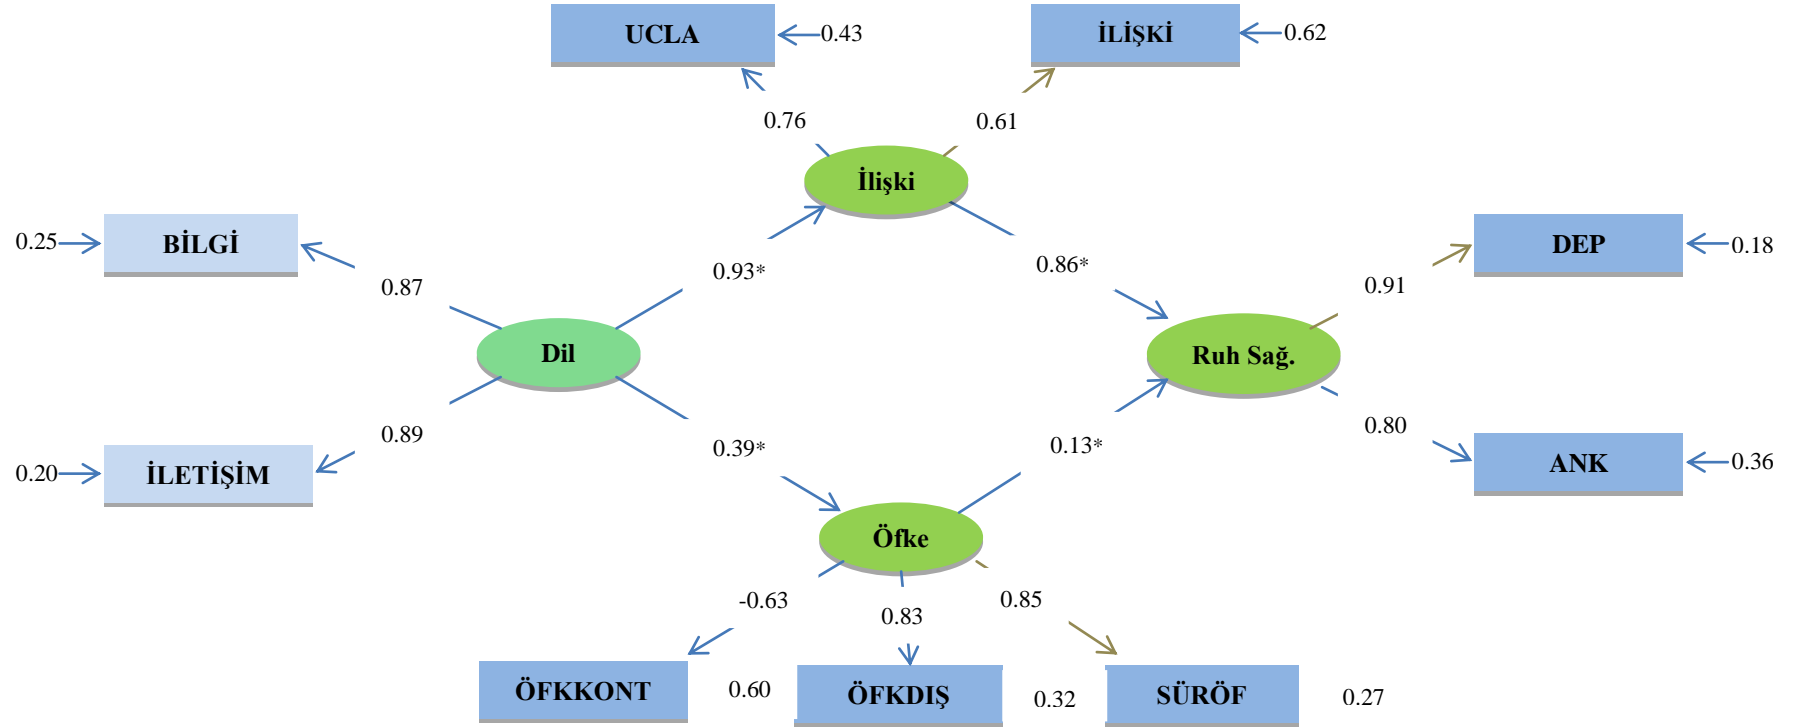 UCLA
0.43
İLİŞKİ
0.62
0.76
0.61
İlişki
0.25
BİLGİ
DEP
0.18
0.87
0.93*
0.86*
0.91
Dil
Ruh Sağ.
0.89
0.39*
0.13*
0.80
0.20
İLETİŞİM
ANK
0.36
Öfke
-0.63
0.83
0.85
ÖFKKONT
0.60
ÖFKDIŞ
0.32
SÜRÖF
0.27